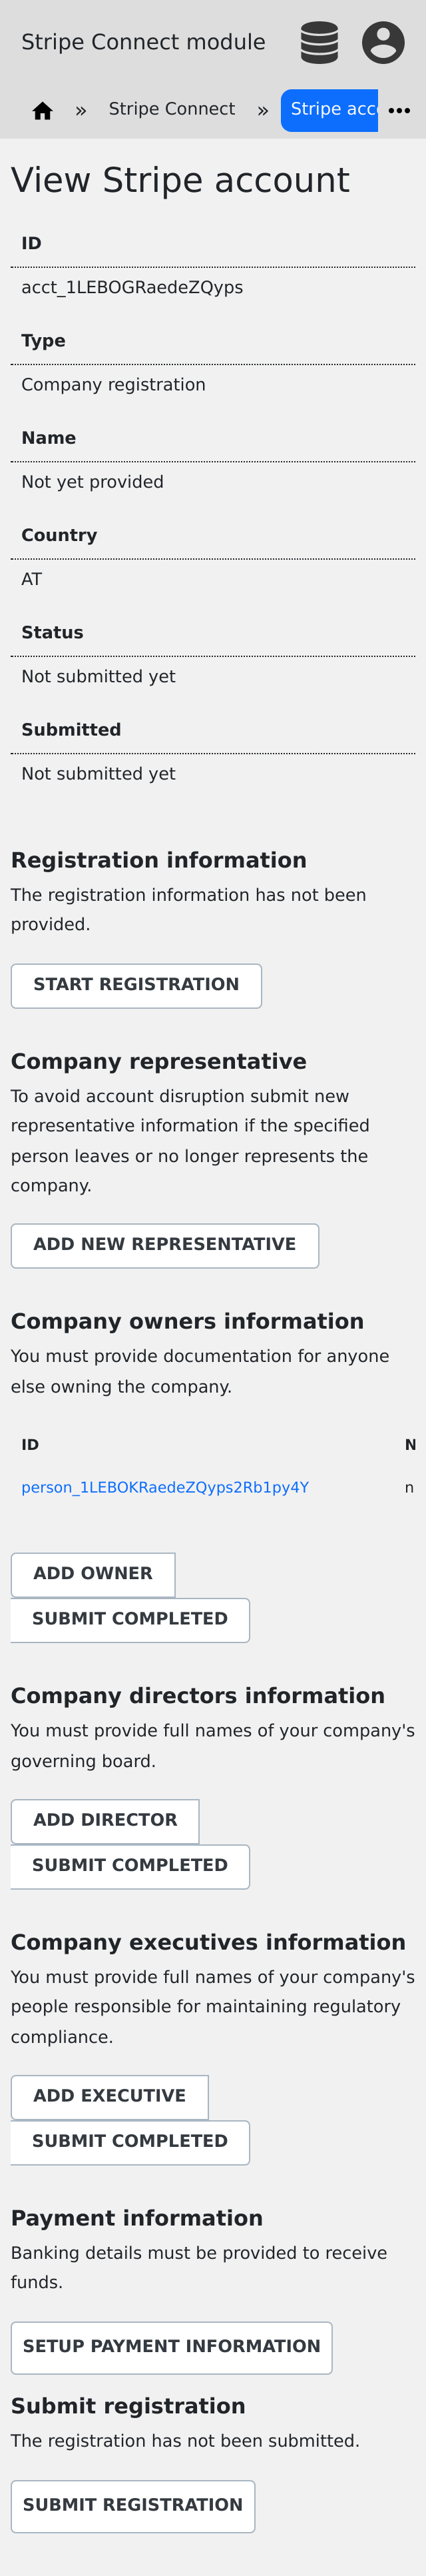 Stripe Connect module
» Stripe Connect » Stripe acc
View Stripe account
ID
acct_1LEBOGRaedeZQyps
Type
Company registration
Name
Not yet provided
Country
AT
Status
Not submitted yet
Submitted
Not submitted yet
Registration information
The registration information has not been
provided.
START REGISTRATION
Company representative
To avoid account disruption submit new
representative information if the specified
person leaves or no longer represents the
company.
ADD NEW REPRESENTATIVE
Company owners information
You must provide documentation for anyone
else owning the company.
ID N
person_1LEBOKRaedeZQyps2Rb1py4Y n
ADD OWNER
SUBMIT COMPLETED
Company directors information
You must provide full names of your company's
governing board.
ADD DIRECTOR
SUBMIT COMPLETED
Company executives information
You must provide full names of your company's
people responsible for maintaining regulatory
compliance.
ADD EXECUTIVE
SUBMIT COMPLETED
Payment information
Banking details must be provided to receive
funds.
SETUP PAYMENT INFORMATION
Submit registration
The registration has not been submitted.
SUBMIT REGISTRATION